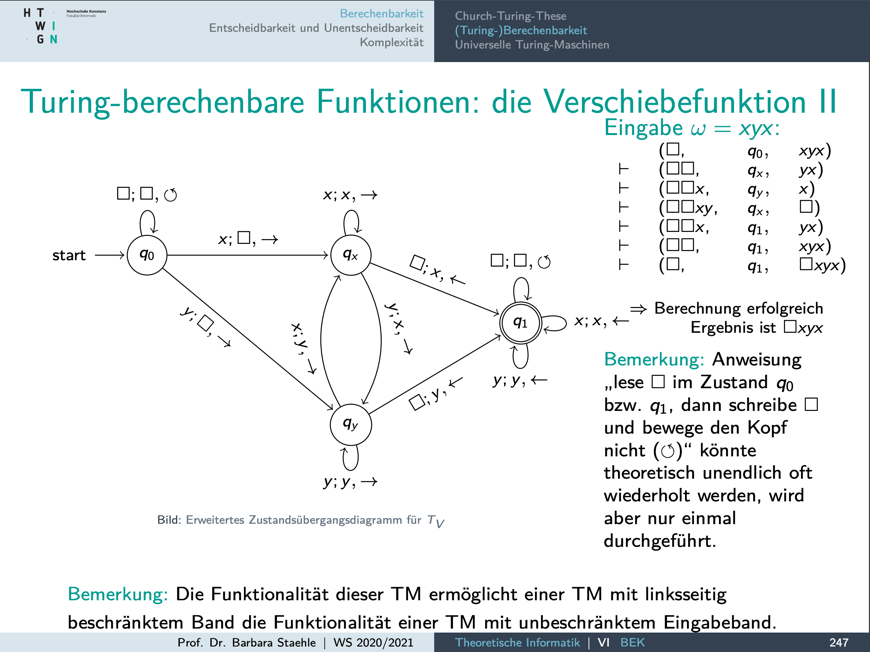 H T
W I
G N
Hochschule Konstanz
Fakultät Informatik
Berechenbarkeit
Entscheidbarkeit und Unentscheidbarkeit
Komplexität
Church-Turing-These
(Turing-)Berechenbarkeit
Universelle Turing-Maschinen
Turing-berechenbare Funktionen: die Verschiebefunktion II
Eingabe ω = xyx:
(□, q0, xyx)
⊢ (□□, qx, yx)
⊢ (□□x, qy, x)
⊢ (□□xy, qx, □)
⊢ (□□x, q1, yx)
⊢ (□□, q1, xyx)
⊢ (□, q1, □xyx)
⇒ Berechnung erfolgreich
Ergebnis ist □xyx
Bemerkung: Anweisung
„lese □ im Zustand q0
bzw. q1, dann schreibe □
und bewege den Kopf
nicht (↺)“ könnte
theoretisch unendlich oft
wiederholt werden, wird
aber nur einmal
durchgeführt.
□; □, ↺
x; x, →
start
q0
x; □, →
qx
□; x, ←
□; □, ↺
y; □, →
x; y, →
y; x, →
q1
x; x, ←
□; y, ←
y; y, ←
qy
y; y, →
Bild: Erweitertes Zustandsübergangsdiagramm für TV
Bemerkung: Die Funktionalität dieser TM ermöglicht einer TM mit linksseitig
beschränktem Band die Funktionalität einer TM mit unbeschränktem Eingabeband.
Prof. Dr. Barbara Staehle | WS 2020/2021
Theoretische Informatik | VI BEK
247